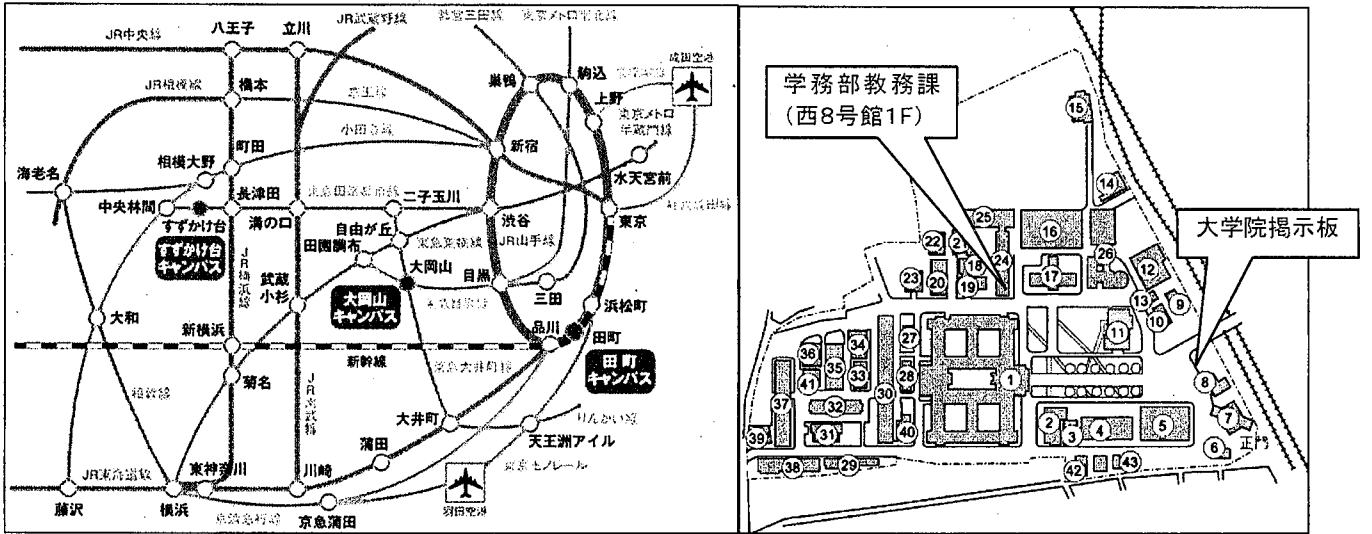 JR中央線
八王子
立川
JR武蔵野線
都営三田線
巣鴨
駒込
成田空港
上野
東京メトロ
半蔵門線
JR相模線
橋本
京王線
小田急線
新宿
水天宮前
町田
相模大野
海老名
長津田
中央林間
すずかけ台
すずかけ台
キャンパス
溝の口
二子玉川
渋谷
東京
自由が丘
田園調布
東急東横線
JR山手線
大岡山
目黒
三田
大岡山
キャンパス
JR横浜線
武蔵
小杉
浜松町
大和
新横浜
新幹線
品川
田町
田町
キャンパス
東急大井町線
相鉄線
菊名
JR南武線
大井町
りんかい線
天王洲アイル
蒲田
東京モノレール
JR東海道線
東神奈川
川崎
藤沢
横浜
京急蒲田
羽田空港
京浜急行線
学務部教務課
(西8号館1F)
大学院掲示板
15
14
25
16
22
2
24
26
18
12
23
20
19
17
13
9
10
11
27
34
36
35
28
33
41
1
8
37
30
32
7
2
3
4
5
正門
39
31
40
6
38
29
42
43